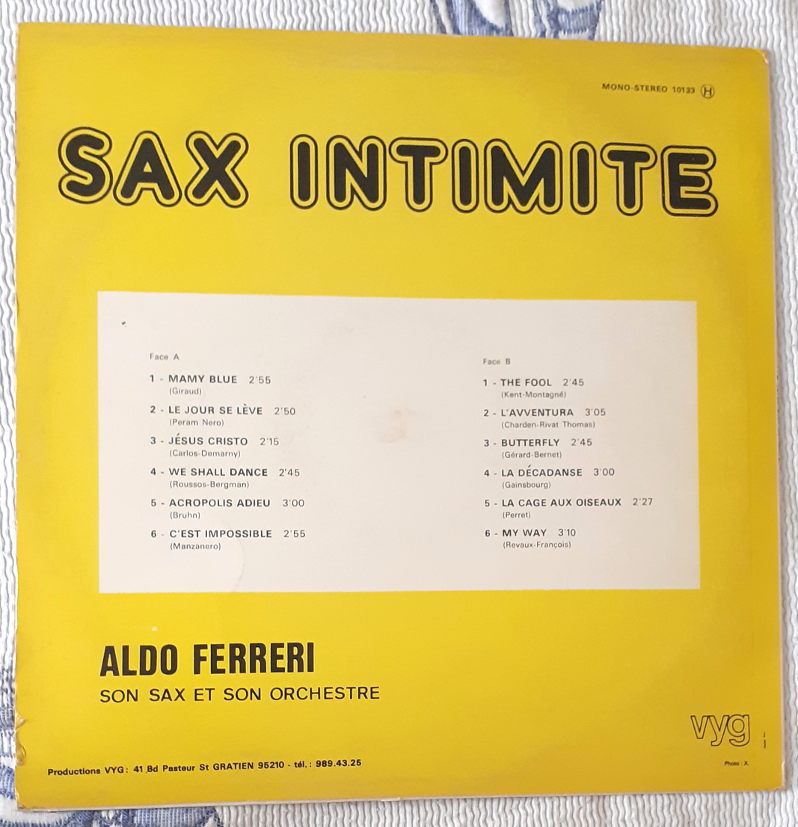 MONO-STEREO 10133 H
SAX INTIMITE
Face A
1 - MAMY BLUE 2'55
(Giraud)
2 - LE JOUR SE LÈVE 2'50
(Peram Nero)
3 - JÉSUS CRISTO 2'15
(Carlos-Demarny)
4 - WE SHALL DANCE 2'45
(Roussos-Bergman)
5 - ACROPOLIS ADIEU 3'00
(Bruhn)
6 - C'EST IMPOSSIBLE 2'55
(Manzanero)
Face B
1 - THE FOOL 2'45
(Kent-Montagné)
2 - L'AVVENTURA 3'05
(Charden-Rivat Thomas)
3 - BUTTERFLY 2'45
(Gérard-Bernet)
4 - LA DÉCADANSE 3'00
(Gainsbourg)
5 - LA CAGE AUX OISEAUX 2'27
(Perret)
6 - MY WAY 3'10
(Revaux-François)
ALDO FERRERI
SON SAX ET SON ORCHESTRE
vyg
Productions VYG: 41 Bd Pasteur St GRATIEN 95210 - tél.: 989.43.25
Photo: X.